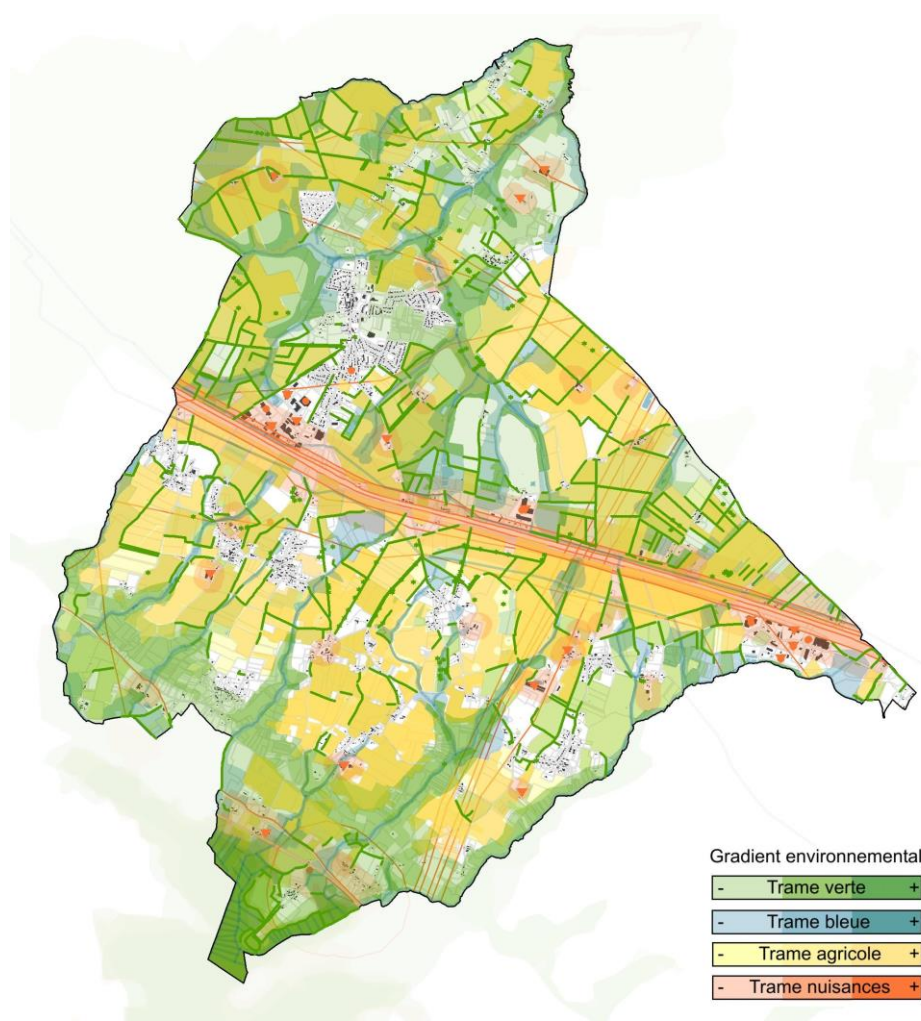 Gradient environnemental
- Trame verte +
- Trame bleue +
- Trame agricole +
- Trame nuisances +